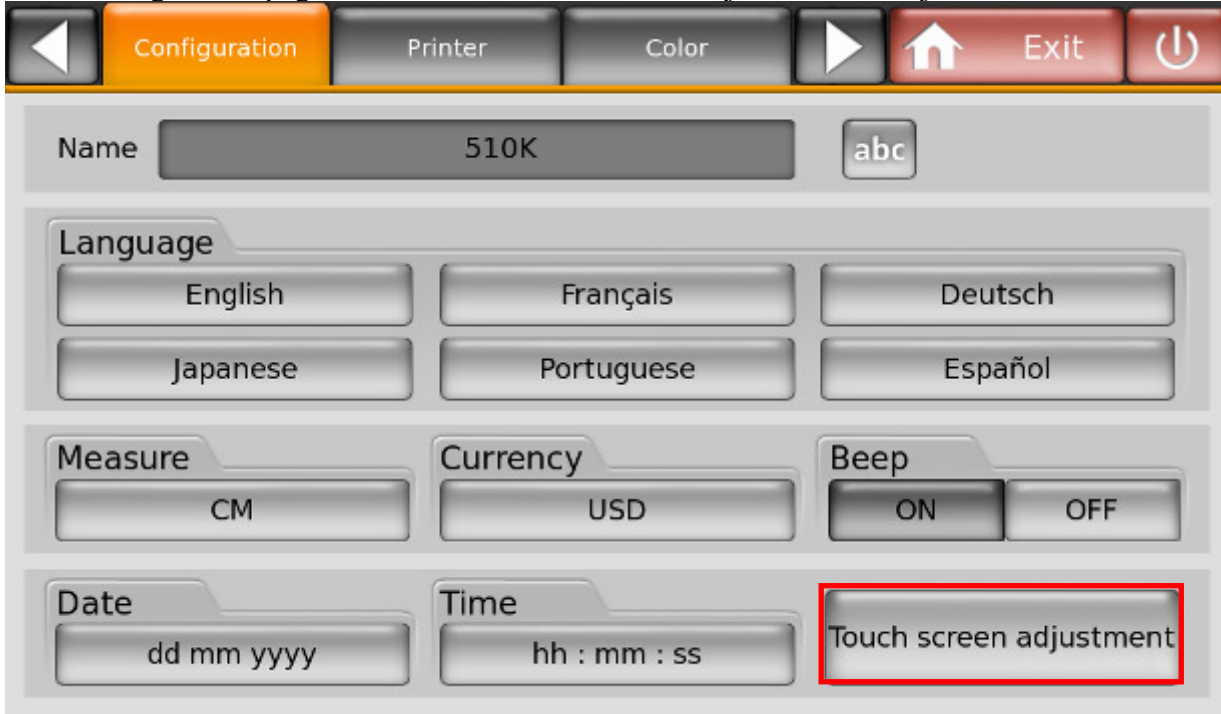 Configuration Printer Color Exit
Name 510K abc
Language
English Français Deutsch
Japanese Portuguese Español
Measure Currency Beep
CM USD ON OFF
Date Time
dd mm yyyy hh : mm : ss Touch screen adjustment